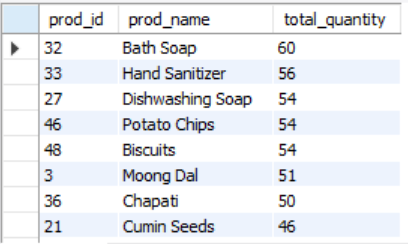 prod_id prod_name total_quantity
32 Bath Soap 60
33 Hand Sanitizer 56
27 Dishwashing Soap 54
46 Potato Chips 54
48 Biscuits 54
3 Moong Dal 51
36 Chapati 50
21 Cumin Seeds 46